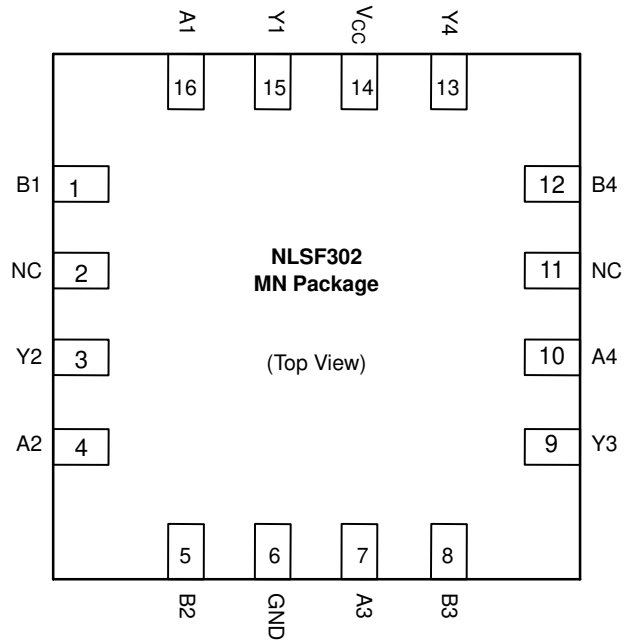 A1 Y1 VCC Y4
16 15 14 13
B1 1 12 B4
NLSF302
MN Package
NC 2 11 NC
Y2 3 10 A4
(Top View)
A2 4 9 Y3
5 6 7 8
B2 GND A3 B3